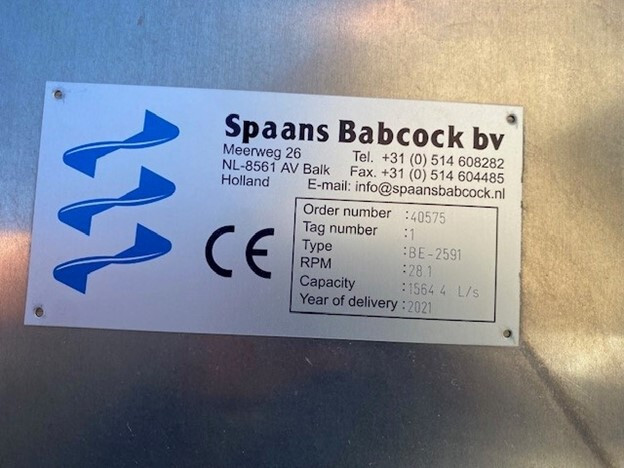 Spaans Babcock bv
Meerweg 26 Tel. +31 (0) 514 608282
NL-8561 AV Balk Fax. +31 (0) 514 604485
Holland E-mail: info@spaansbabcock.nl
CE
Order number :40575
Tag number :1
Type :BE-2591
RPM :28.1
Capacity :1564.4 L/s
Year of delivery :2021